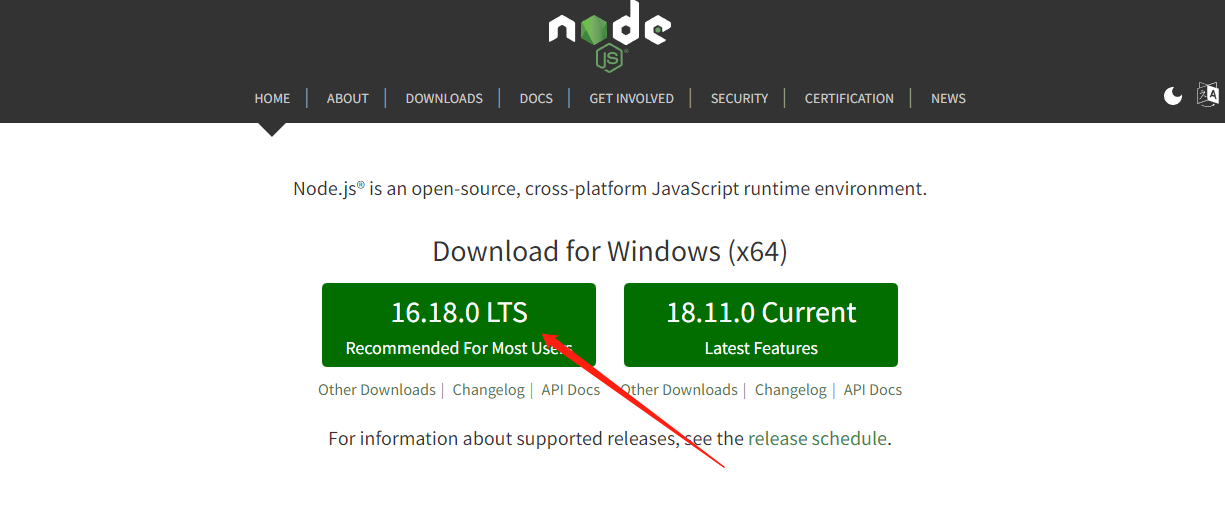 node
JS
HOME | ABOUT | DOWNLOADS | DOCS | GET INVOLVED | SECURITY | CERTIFICATION | NEWS
Node.js® is an open-source, cross-platform JavaScript runtime environment.
Download for Windows (x64)
16.18.0 LTS
Recommended For Most Users
18.11.0 Current
Latest Features
Other Downloads | Changelog | API Docs
Other Downloads | Changelog | API Docs
For information about supported releases, see the release schedule.